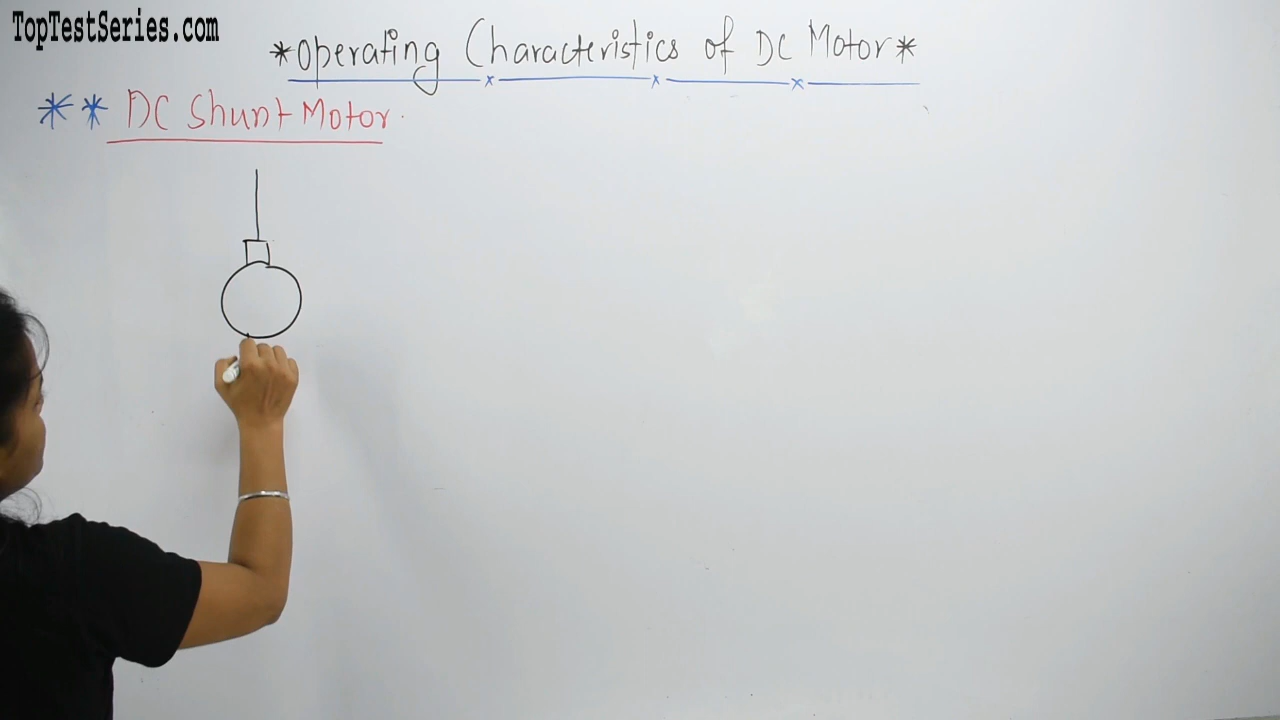 TopTestSeries.com
*Operating Characteristics of DC Motor*
** DC Shunt Motor